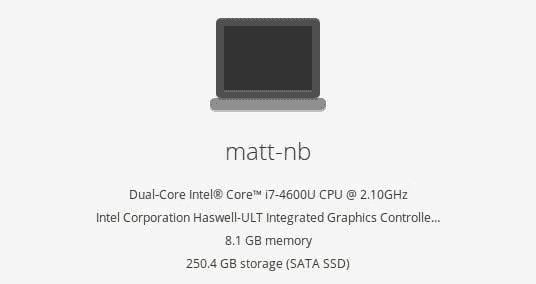 matt-nb
Dual-Core Intel® Core™ i7-4600U CPU @ 2.10GHz
Intel Corporation Haswell-ULT Integrated Graphics Controlle...
8.1 GB memory
250.4 GB storage (SATA SSD)